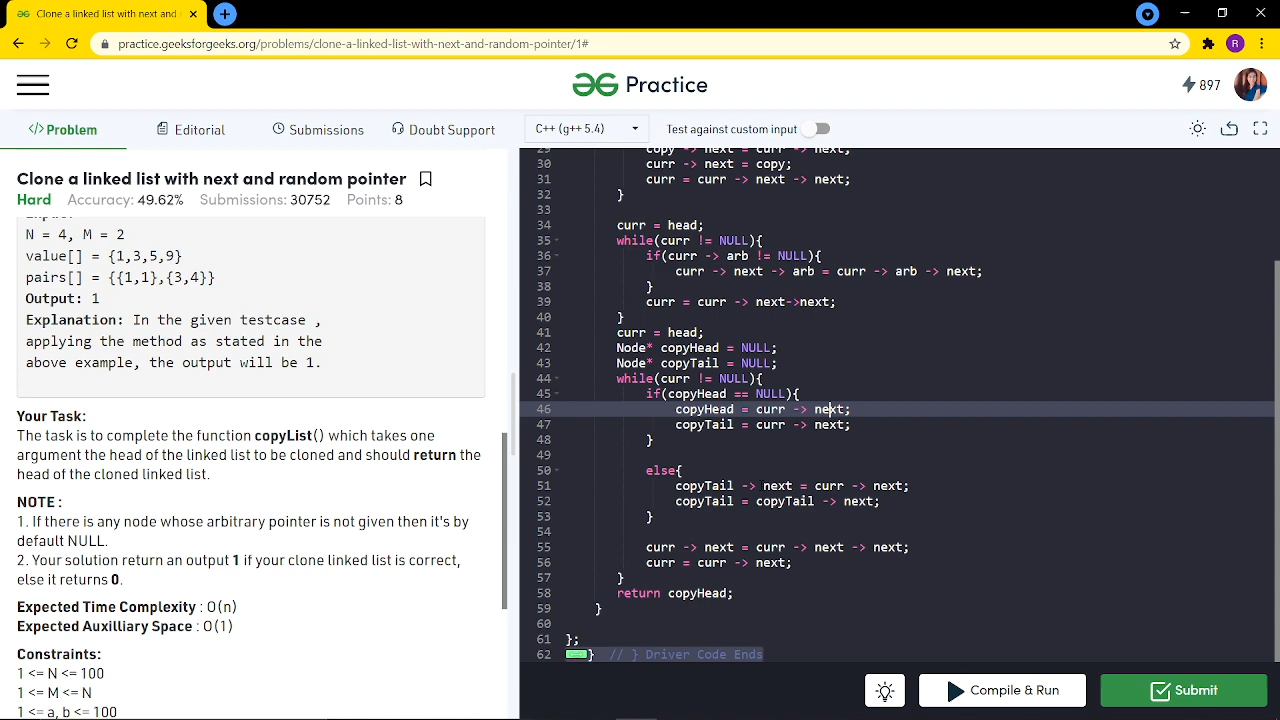 Clone a linked list with next and
practice.geeksforgeeks.org/problems/clone-a-linked-list-with-next-and-random-pointer/1#
R
Practice
897
</> Problem
Editorial
Submissions
Doubt Support
C++ (g++ 5.4)
Test against custom input
Clone a linked list with next and random pointer
Hard Accuracy: 49.62% Submissions: 30752 Points: 8
Input:
N = 4, M = 2
value[] = {1,3,5,9}
pairs[] = {{1,1},{3,4}}
Output: 1
Explanation: In the given testcase ,
applying the method as stated in the
above example, the output will be 1.
Your Task:
The task is to complete the function copyList() which takes one
argument the head of the linked list to be cloned and should return the
head of the cloned linked list.
NOTE :
1. If there is any node whose arbitrary pointer is not given then it's by
default NULL.
2. Your solution return an output 1 if your clone linked list is correct,
else it returns 0.
Expected Time Complexity : O(n)
Expected Auxilliary Space : O(1)
Constraints:
1 <= N <= 100
1 <= M <= N
1 <= a, b <= 100
29 copy -> next = curr -> next;
30 curr -> next = copy;
31 curr = curr -> next -> next;
32 }
33
34 curr = head;
35 while(curr != NULL){
36 if(curr -> arb != NULL){
37 curr -> next -> arb = curr -> arb -> next;
38 }
39 curr = curr -> next->next;
40 }
41 curr = head;
42 Node* copyHead = NULL;
43 Node* copyTail = NULL;
44 while(curr != NULL){
45 if(copyHead == NULL){
46 copyHead = curr -> next;
47 copyTail = curr -> next;
48 }
49
50 else{
51 copyTail -> next = curr -> next;
52 copyTail = copyTail -> next;
53 }
54
55 curr -> next = curr -> next -> next;
56 curr = curr -> next;
57 }
58 return copyHead;
59 }
60
61 };
62 } // } Driver Code Ends
Compile & Run
Submit